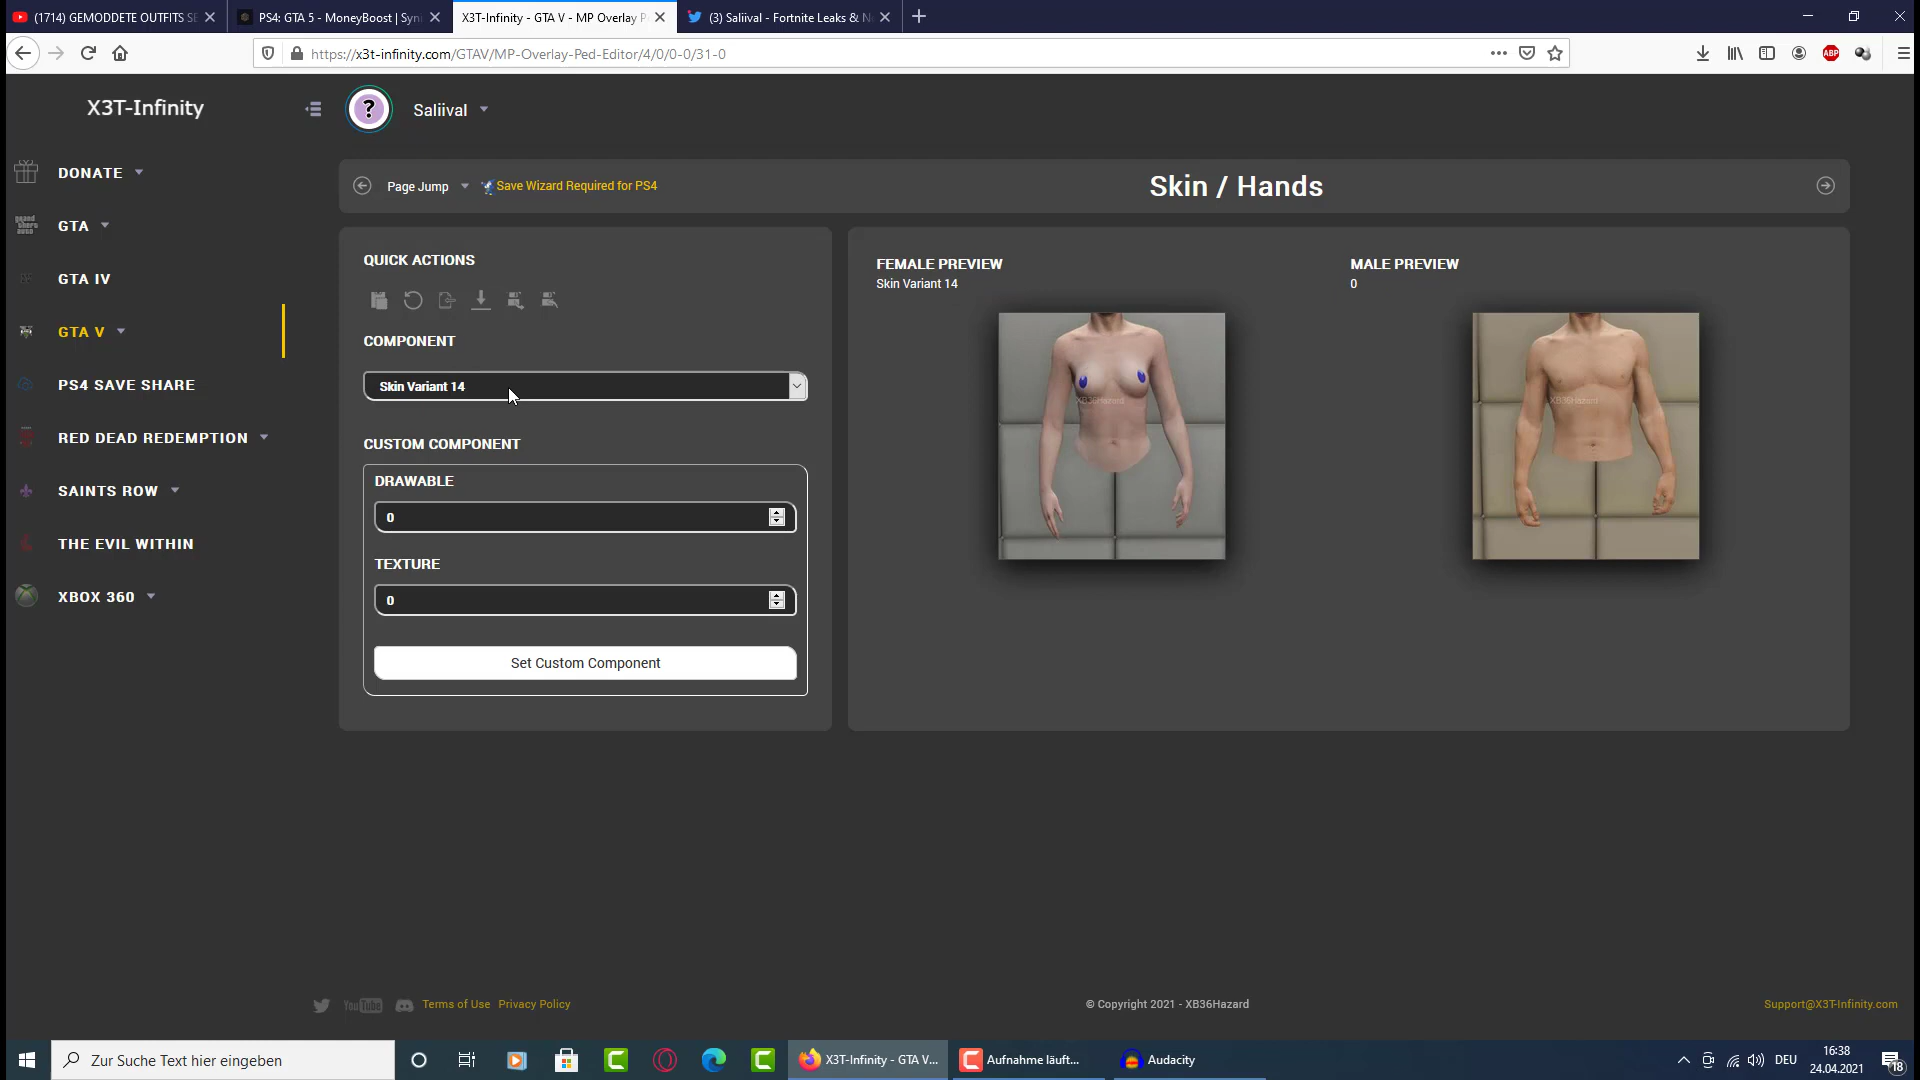 (1714) GEMODDETE OUTFITS SE
PS4: GTA 5 - MoneyBoost | Syn
X3T-Infinity - GTA V - MP Overlay P
(3) Saliival - Fortnite Leaks & N
https://x3t-infinity.com/GTAV/MP-Overlay-Ped-Editor/4/0/0-0/31-0
ABP
X3T-Infinity
Saliival
DONATE
GTA
GTA IV
GTA V
PS4 SAVE SHARE
RED DEAD REDEMPTION
SAINTS ROW
THE EVIL WITHIN
XBOX 360
Page Jump
Save Wizard Required for PS4
Skin / Hands
QUICK ACTIONS
COMPONENT
Skin Variant 14
CUSTOM COMPONENT
DRAWABLE
0
TEXTURE
0
Set Custom Component
FEMALE PREVIEW
Skin Variant 14
XB36Hazard
MALE PREVIEW
0
XB36Hazard
YouTube
Terms of Use
Privacy Policy
© Copyright 2021 - XB36Hazard
Support@X3T-Infinity.com
Zur Suche Text hier eingeben
X3T-Infinity - GTA V...
Aufnahme läuft...
Audacity
DEU
16:38
24.04.2021
18